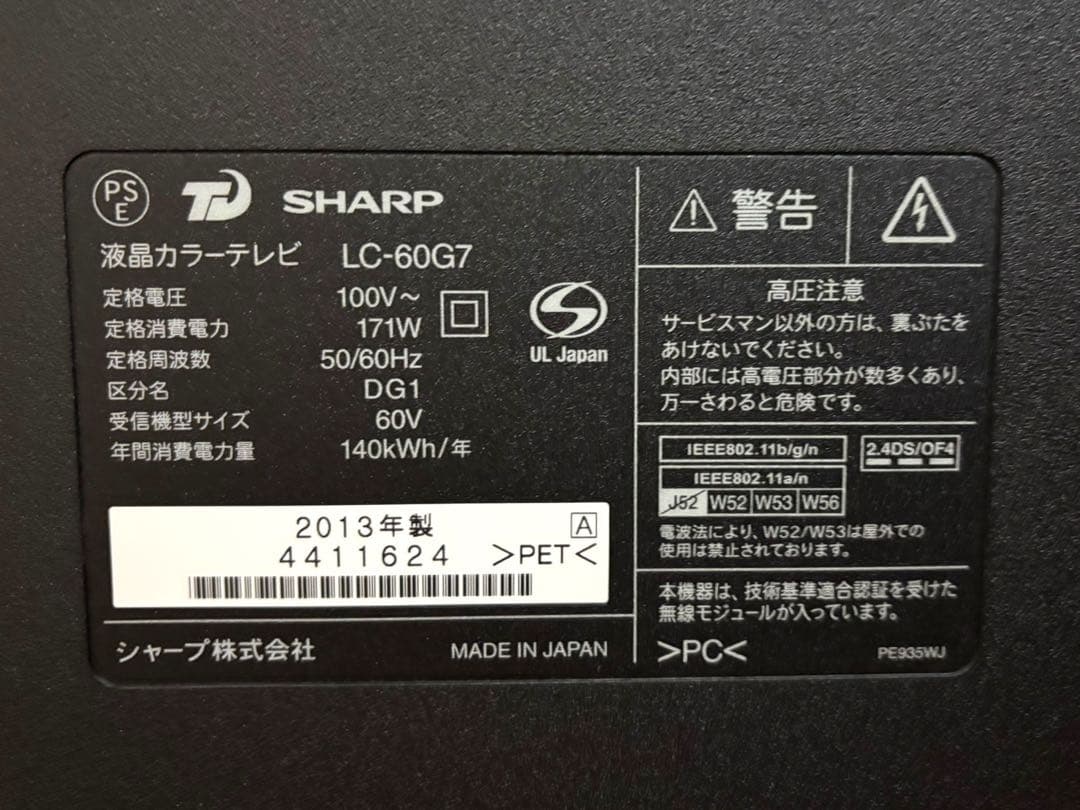 PS
E
SHARP
液晶カラーテレビ LC-60G7
定格電圧 100V～
定格消費電力 171W
定格周波数 50/60Hz
区分名 DG1
受信機型サイズ 60V
年間消費電力量 140kWh/年
UL Japan
2013年製 A
4411624 >PET<
シャープ株式会社 MADE IN JAPAN
警告
高圧注意
サービスマン以外の方は、裏ぶたを
あけないでください。
内部には高電圧部分が数多くあり、
万一さわると危険です。
IEEE802.11b/g/n 2.4DS/OF4
IEEE802.11a/n
J52 W52 W53 W56
電波法により、W52/W53は屋外での
使用は禁止されております。
本機器は、技術基準適合認証を受けた
無線モジュールが入っています。
>PC< PE935WJ